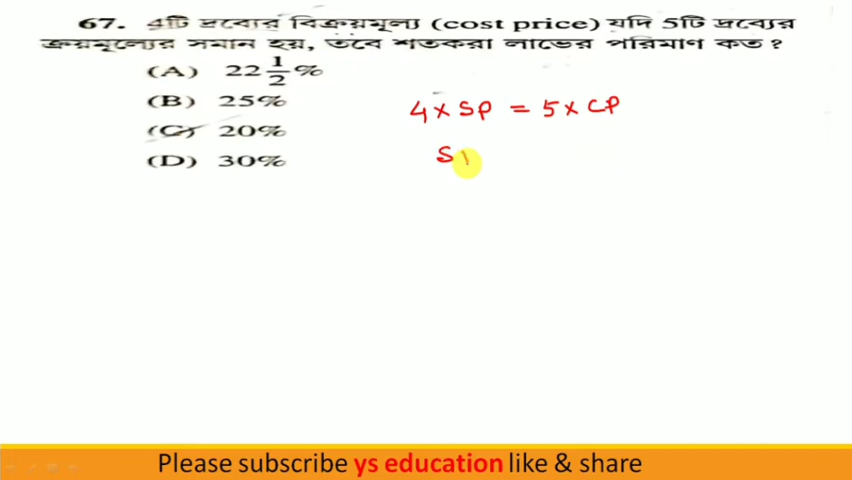 67. 4টি দ্রব্যের বিক্রয়মূল্য (cost price) যদি 5টি দ্রব্যের
ক্রয়মূল্যের সমান হয়, তবে শতকরা লাভের পরিমাণ কত ?
(A) 22 1/2 %
(B) 25%
(C) 20%
(D) 30%
4 x SP = 5 x CP
S
Please subscribe ys education like & share